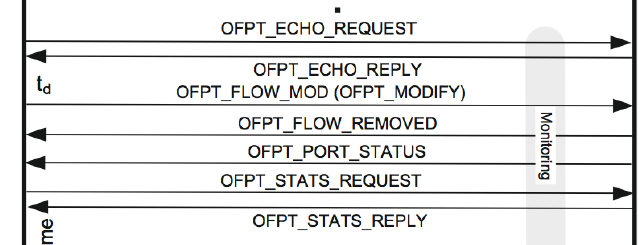 OFPT_ECHO_REQUEST
OFPT_ECHO_REPLY
td
OFPT_FLOW_MOD (OFPT_MODIFY)
OFPT_FLOW_REMOVED
Monitoring
OFPT_PORT_STATUS
OFPT_STATS_REQUEST
OFPT_STATS_REPLY
me